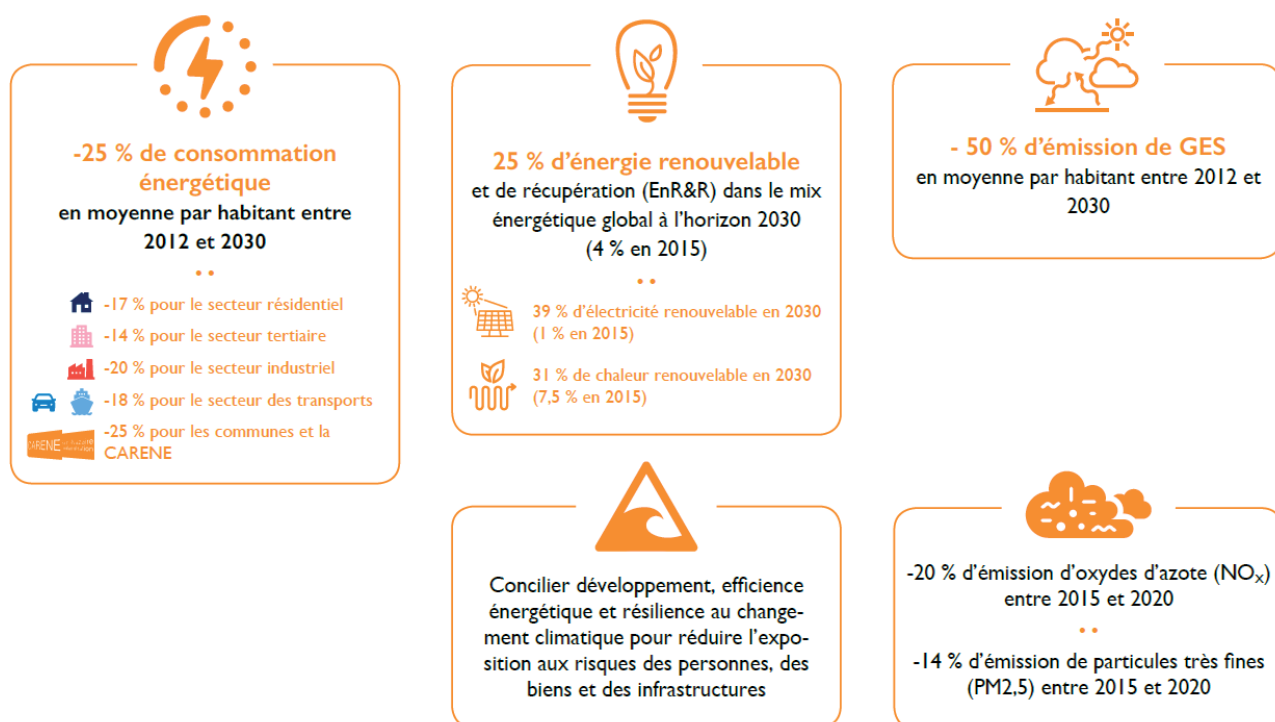 -25 % de consommation
énergétique
en moyenne par habitant entre
2012 et 2030
-17 % pour le secteur résidentiel
-14 % pour le secteur tertiaire
-20 % pour le secteur industriel
-18 % pour le secteur des transports
CARENE
-25 % pour les communes et la
CARENE
25 % d'énergie renouvelable
et de récupération (EnR&R) dans le mix
énergétique global à l'horizon 2030
(4 % en 2015)
39 % d'électricité renouvelable en 2030
(1 % en 2015)
31 % de chaleur renouvelable en 2030
(7,5 % en 2015)
- 50 % d'émission de GES
en moyenne par habitant entre 2012 et
2030
Concilier développement, efficience
énergétique et résilience au change-
ment climatique pour réduire l'expo-
sition aux risques des personnes, des
biens et des infrastructures
-20 % d'émission d'oxydes d'azote (NOₓ)
entre 2015 et 2020
-14 % d'émission de particules très fines
(PM2,5) entre 2015 et 2020